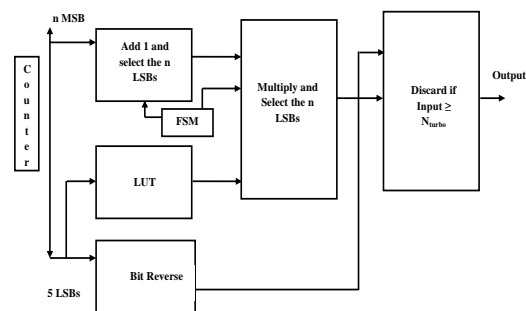 n MSB
C
o
u
n
t
e
r
Add 1 and
select the n
LSBs
FSM
Multiply and
Select the n
LSBs
Discard if
Input ≥
Nturbo
Output
LUT
Bit Reverse
5 LSBs